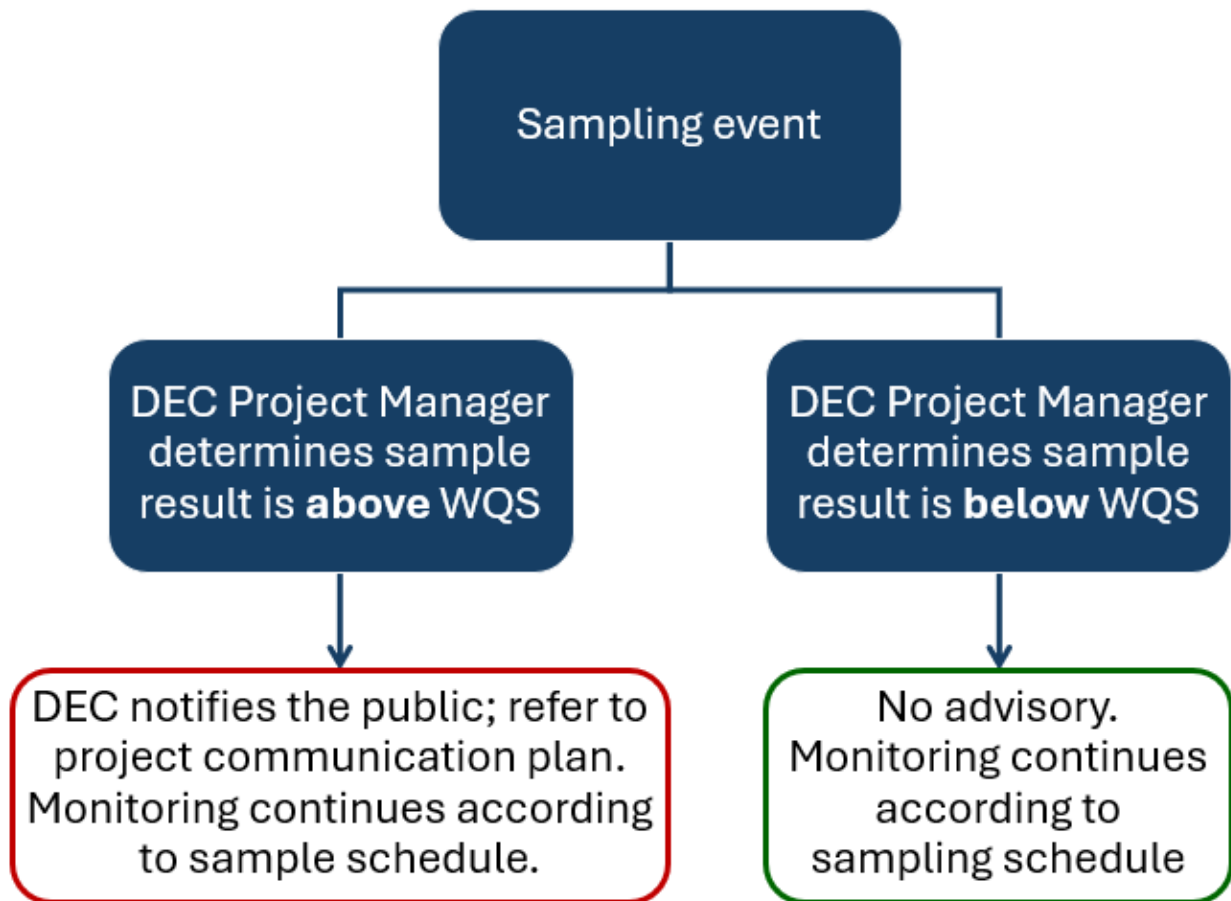 Sampling event
DEC Project Manager
determines sample
result is above WQS
DEC Project Manager
determines sample
result is below WQS
DEC notifies the public; refer to
project communication plan.
Monitoring continues according
to sample schedule.
No advisory.
Monitoring continues
according to
sampling schedule